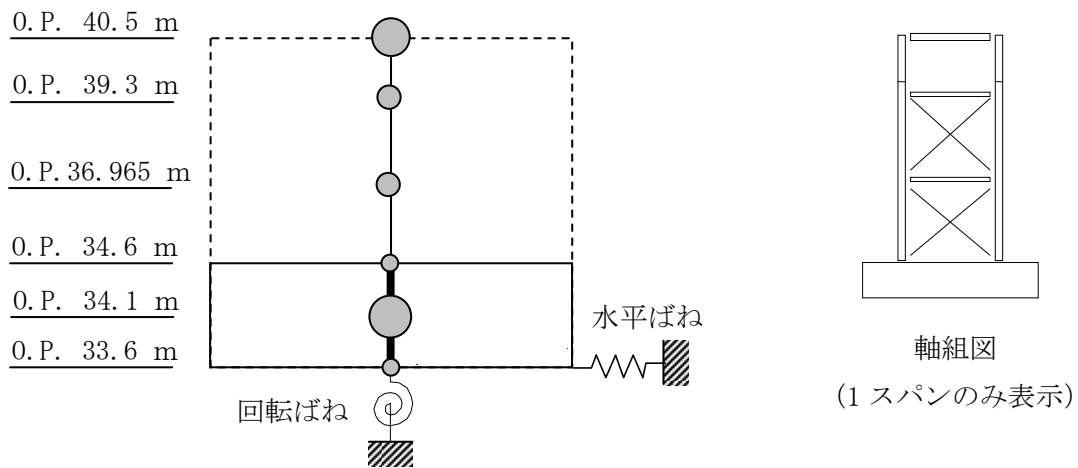 O.P. 40.5 m
O.P. 39.3 m
O.P. 36.965 m
O.P. 34.6 m
O.P. 34.1 m
O.P. 33.6 m
水平ばね
回転ばね
軸組図
(1 スパンのみ表示)